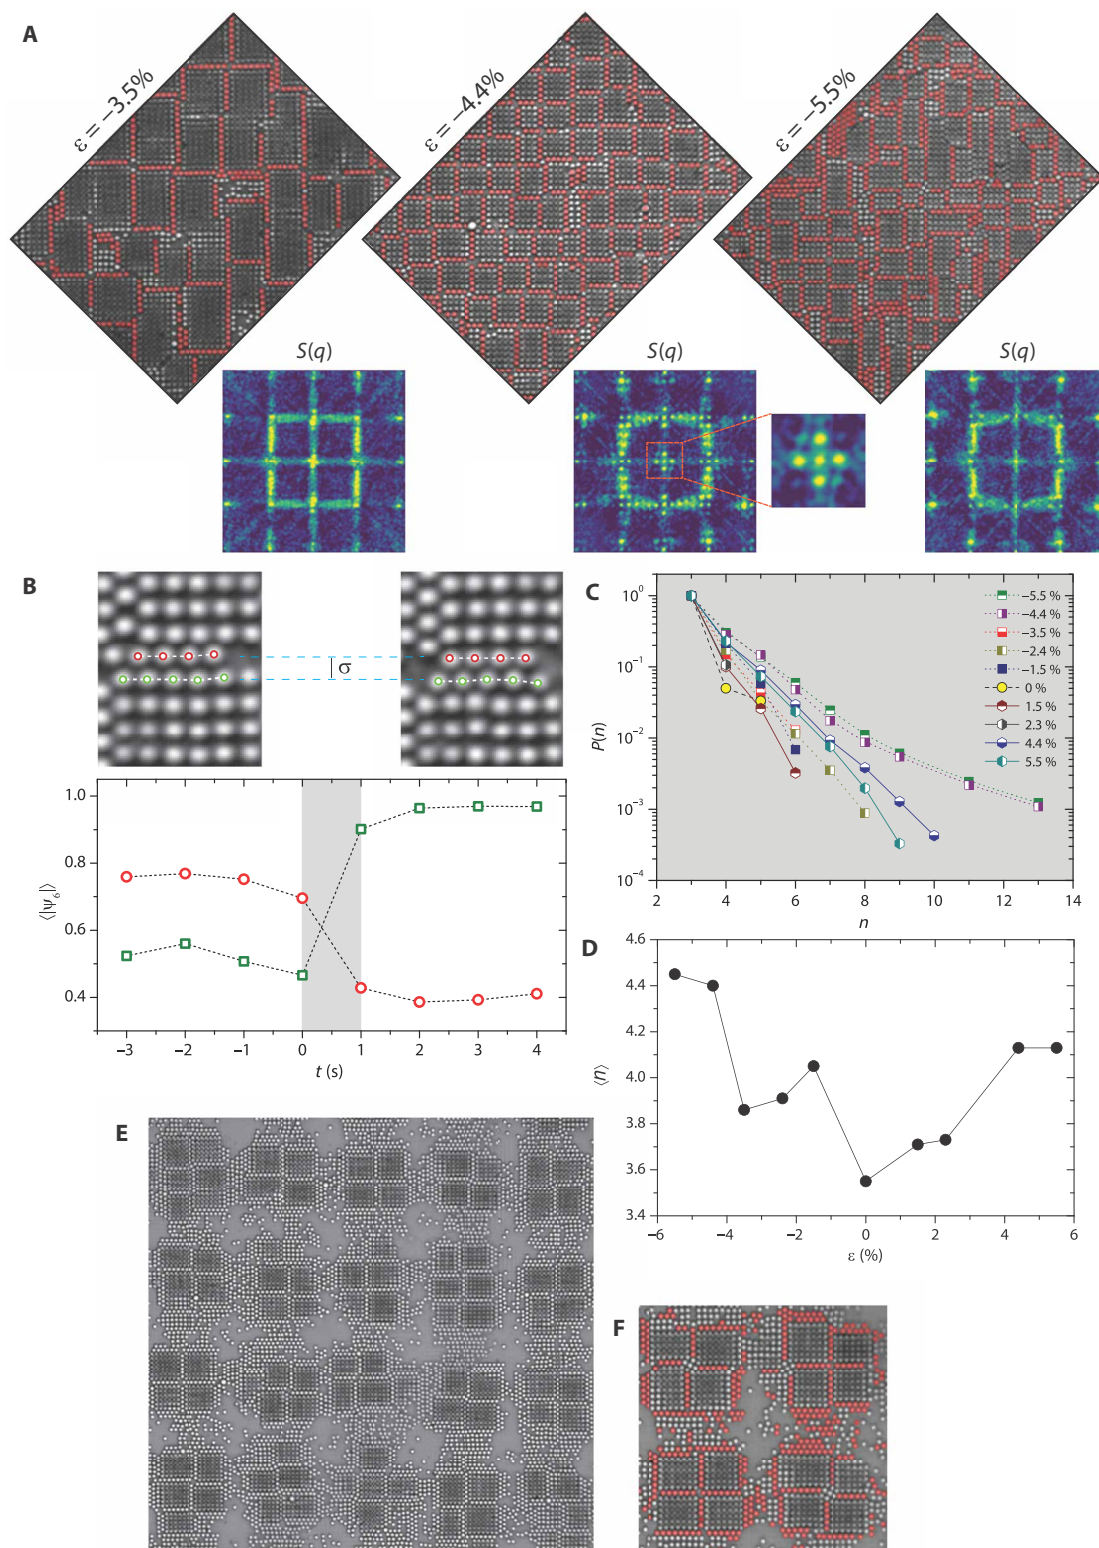 A
ε = −3.5%
ε = −4.4%
ε = −5.5%
S(q)
S(q)
S(q)
B
σ
1.0
0.8
0.6
0.4
⟨|ψ₆|⟩
−3 −2 −1 0 1 2 3 4
t (s)
C
10⁰
10⁻¹
10⁻²
10⁻³
10⁻⁴
P(n)
−5.5 %
−4.4 %
−3.5 %
−2.4 %
−1.5 %
0 %
1.5 %
2.3 %
4.4 %
5.5 %
2 4 6 8 10 12 14
n
D
4.6
4.4
4.2
4.0
3.8
3.6
3.4
⟨n⟩
−6 −4 −2 0 2 4 6
ε (%)
E
F